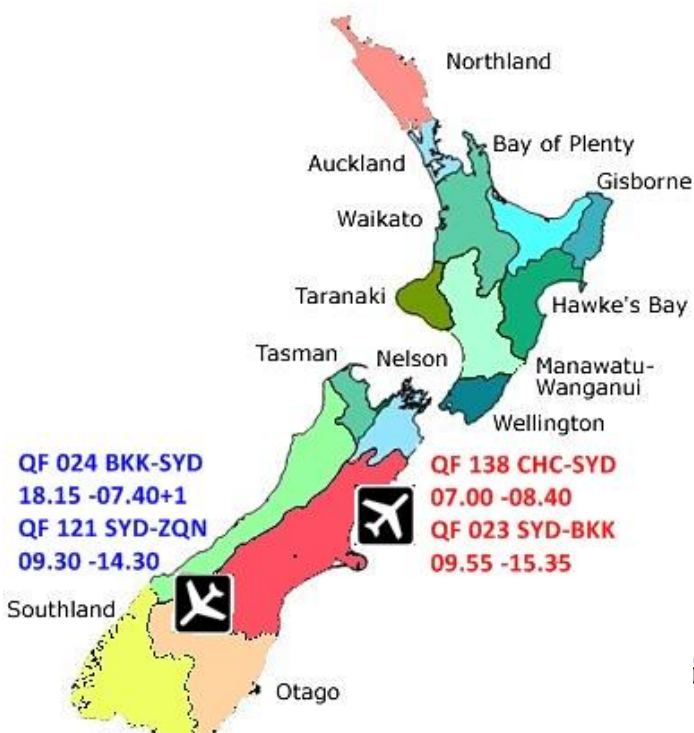 Northland
Bay of Plenty
Auckland
Gisborne
Waikato
Taranaki
Hawke's Bay
Tasman
Nelson
Manawatu-
Wanganui
Wellington
QF 024 BKK-SYD
18.15 -07.40+1
QF 121 SYD-ZQN
09.30 -14.30
QF 138 CHC-SYD
07.00 -08.40
QF 023 SYD-BKK
09.55 -15.35
Southland
Otago